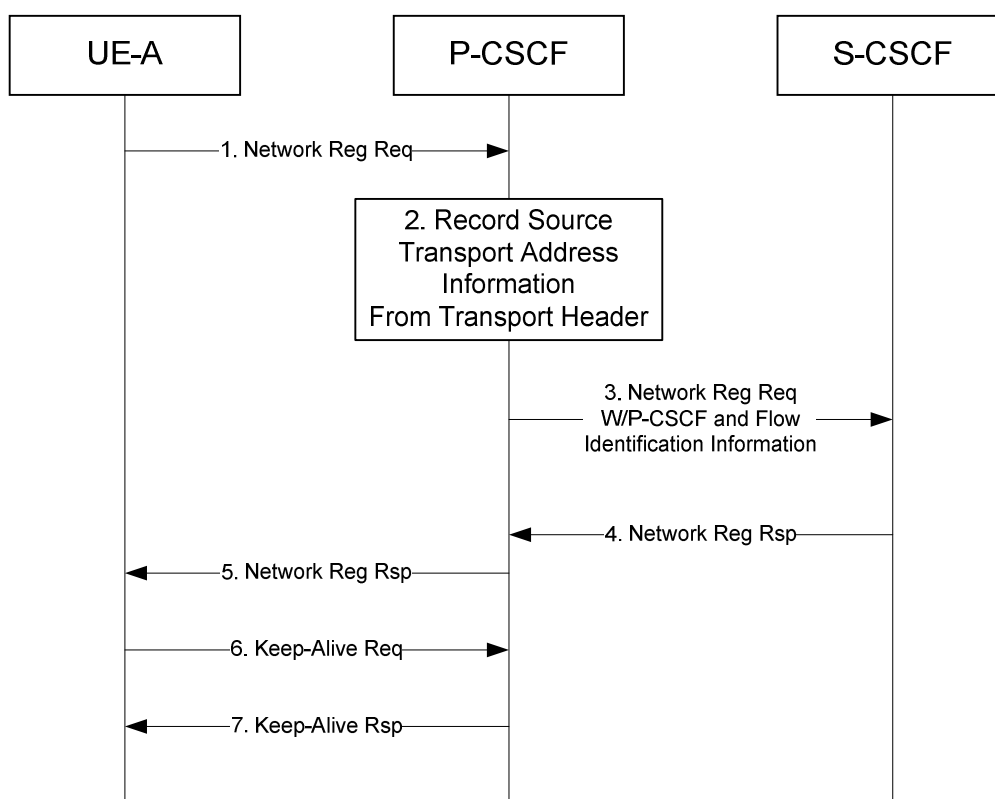 UE-A
P-CSCF
S-CSCF
1. Network Reg Req
2. Record Source
Transport Address
Information
From Transport Header
3. Network Reg Req
W/P-CSCF and Flow
Identification Information
4. Network Reg Rsp
5. Network Reg Rsp
6. Keep-Alive Req
7. Keep-Alive Rsp